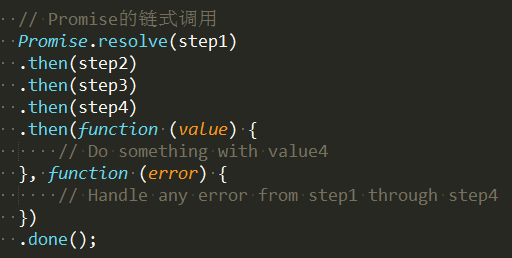 // Promise的链式调用
Promise.resolve(step1)
.then(step2)
.then(step3)
.then(step4)
.then(function (value) {
// Do something with value4
}, function (error) {
// Handle any error from step1 through step4
})
.done();